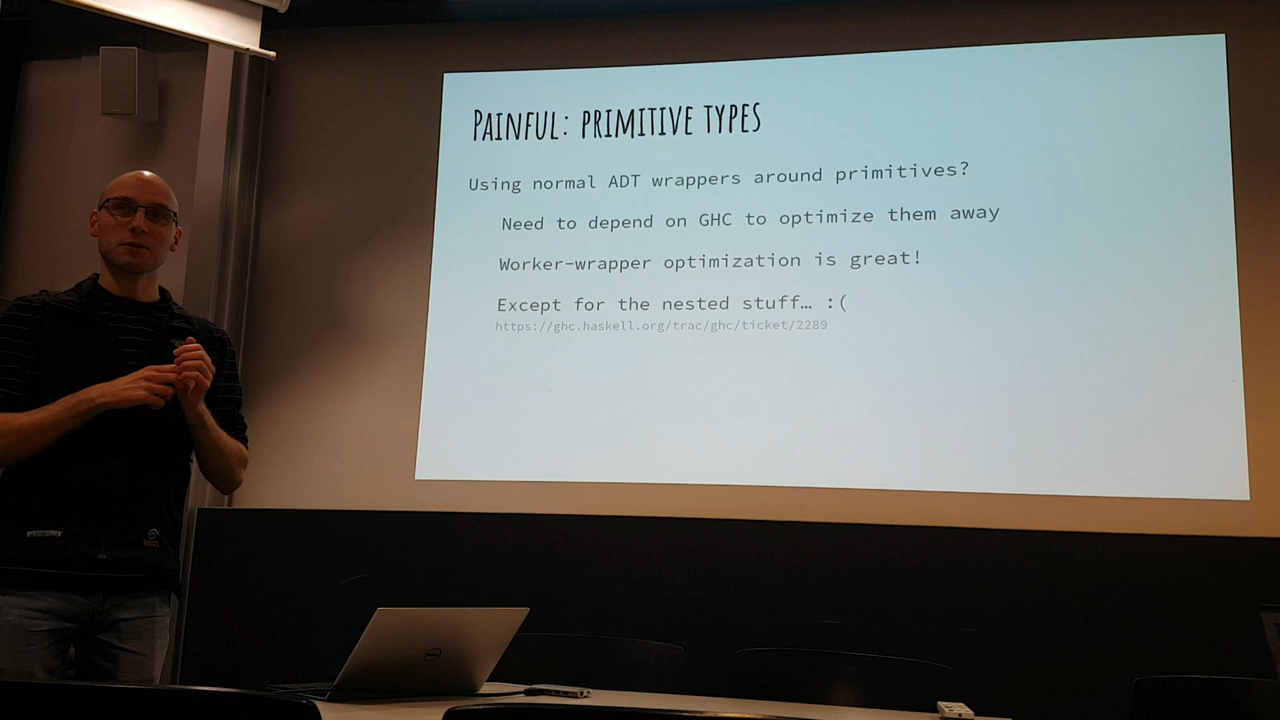 Painful: primitive types
Using normal ADT wrappers around primitives?
Need to depend on GHC to optimize them away
Worker-wrapper optimization is great!
Except for the nested stuff… :(
https://ghc.haskell.org/trac/ghc/ticket/2289
DELL